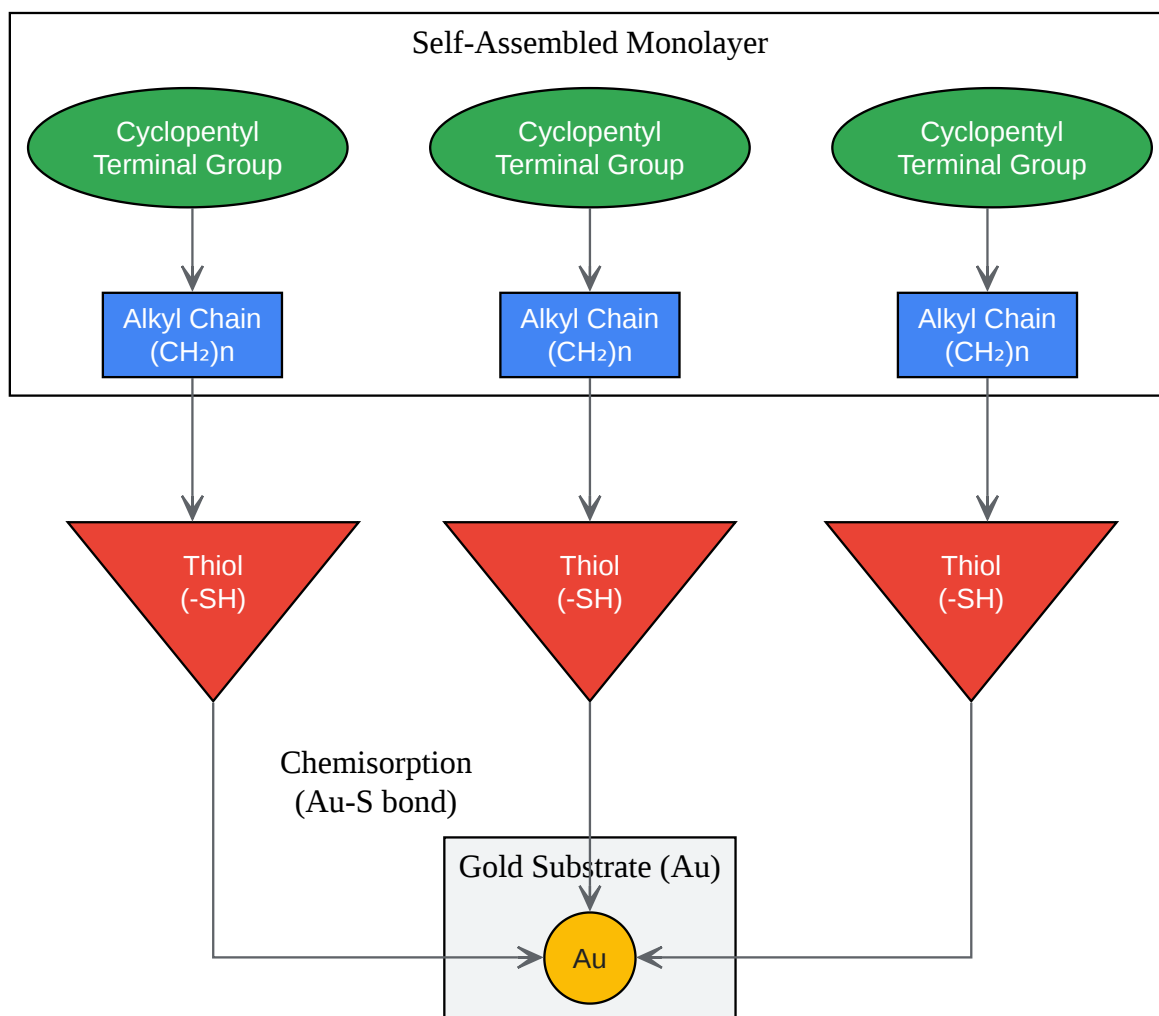 Self-Assembled Monolayer
Cyclopentyl
Terminal Group
Cyclopentyl
Terminal Group
Cyclopentyl
Terminal Group
Alkyl Chain
(CH₂)n
Alkyl Chain
(CH₂)n
Alkyl Chain
(CH₂)n
Thiol
(-SH)
Thiol
(-SH)
Thiol
(-SH)
Chemisorption
(Au-S bond)
Gold Substrate (Au)
Au